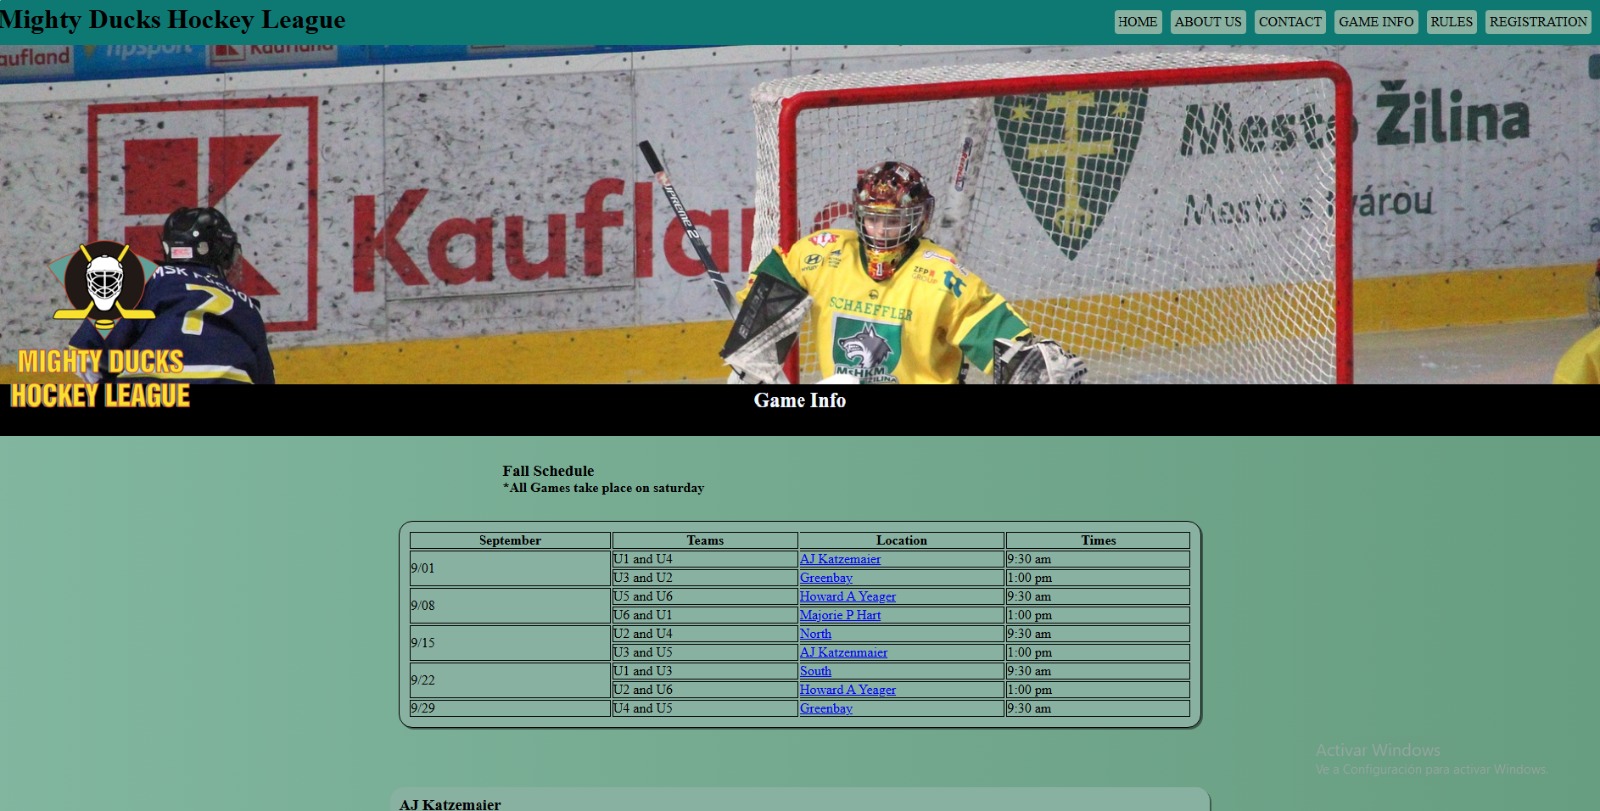 Mighty Ducks Hockey League
HOME ABOUT US CONTACT GAME INFO RULES REGISTRATION
Kaufland
Kaufland
Mesto Žilina
Kaufland
SUPREME
7
SCHAEFFLER
MIGHTY DUCKS
HOCKEY LEAGUE
Game Info
Fall Schedule
*All Games take place on saturday
September Teams Location Times
9/01 U1 and U4 AJ Katzemaier 9:30 am
U3 and U2 Greenbay 1:00 pm
9/08 U5 and U6 Howard A Yeager 9:30 am
U6 and U1 Majorie P Hart 1:00 pm
9/15 U2 and U4 North 9:30 am
U3 and U5 AJ Katzenmaier 1:00 pm
9/22 U1 and U3 South 9:30 am
U2 and U6 Howard A Yeager 1:00 pm
9/29 U4 and U5 Greenbay 9:30 am
Activar Windows
Ve a Configuración para activar Windows.
AJ Katzemaier